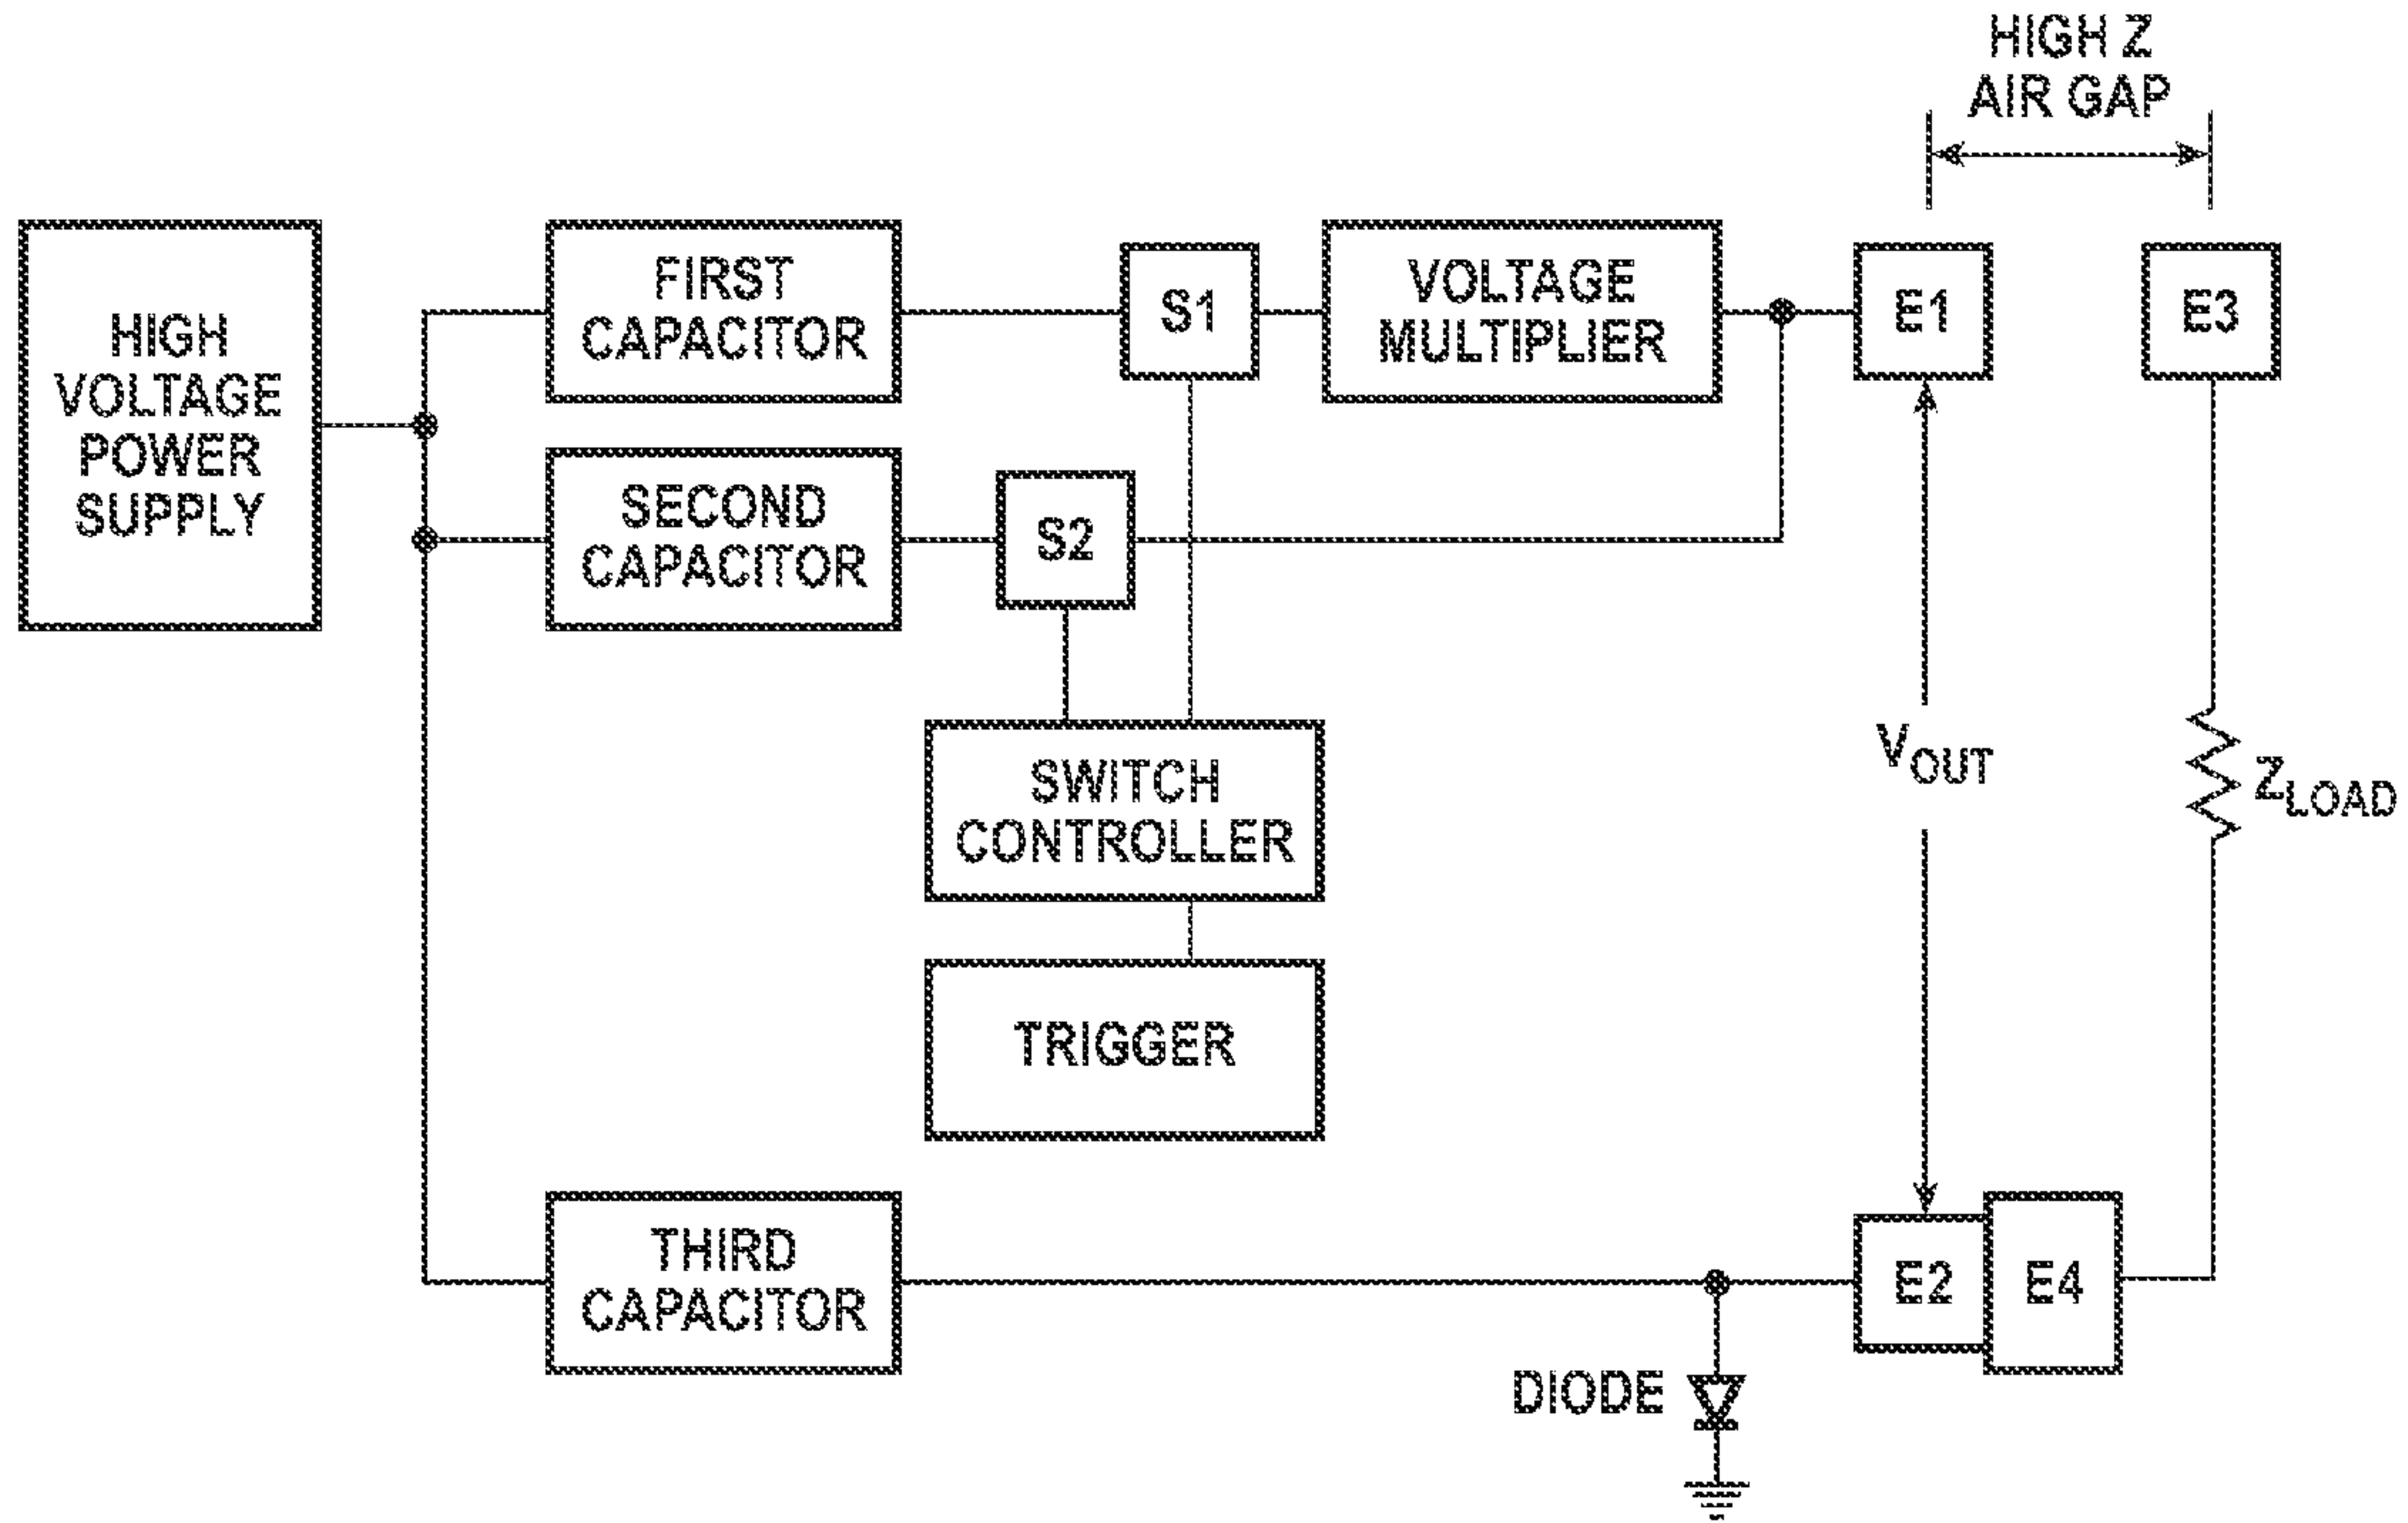 HIGH Z
AIR GAP
HIGH
VOLTAGE
POWER
SUPPLY
FIRST
CAPACITOR
S1
VOLTAGE
MULTIPLIER
E1
E3
SECOND
CAPACITOR
S2
SWITCH
CONTROLLER
VOUT
ZLOAD
TRIGGER
THIRD
CAPACITOR
E2
E4
DIODE